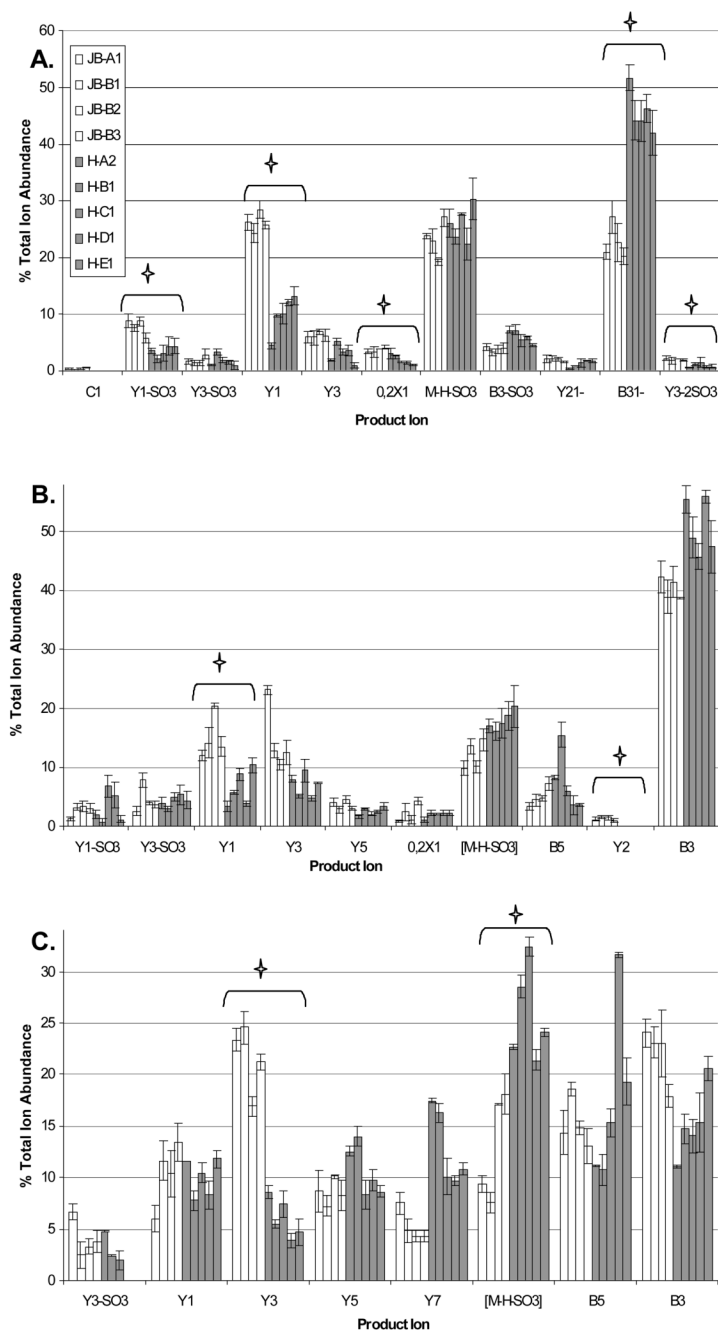 A.
60
50
40
30
20
10
0
% Total Ion Abundance
JB-A1
JB-B1
JB-B2
JB-B3
H-A2
H-B1
H-C1
H-D1
H-E1
C1 Y1-SO3 Y3-SO3 Y1 Y3 0,2X1 M-H-SO3 B3-SO3 Y21- B31- Y3-2SO3
Product Ion
B.
50
40
30
20
10
0
% Total Ion Abundance
Y1-SO3 Y3-SO3 Y1 Y3 Y5 0,2X1 [M-H-SO3] B5 Y2 B3
Product Ion
C.
30
25
20
15
10
5
0
% Total Ion Abundance
Y3-SO3 Y1 Y3 Y5 Y7 [M-H-SO3] B5 B3
Product Ion